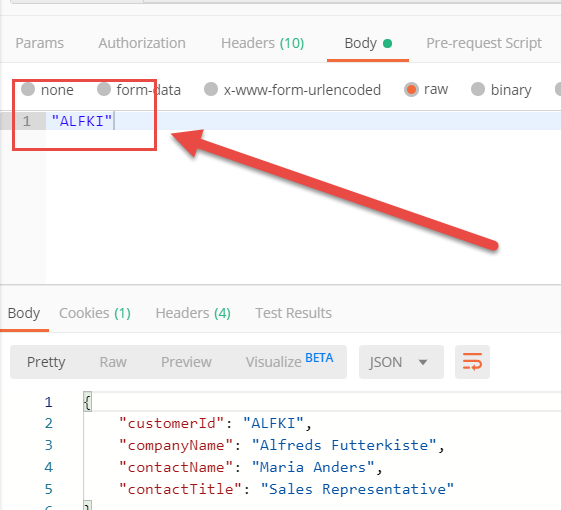 Params Authorization Headers (10) Body Pre-request Script
none form-data x-www-form-urlencoded raw binary
1 "ALFKI"
Body Cookies (1) Headers (4) Test Results
Pretty Raw Preview Visualize BETA JSON
1 {
2 "customerId": "ALFKI",
3 "companyName": "Alfreds Futterkiste",
4 "contactName": "Maria Anders",
5 "contactTitle": "Sales Representative"
6 }